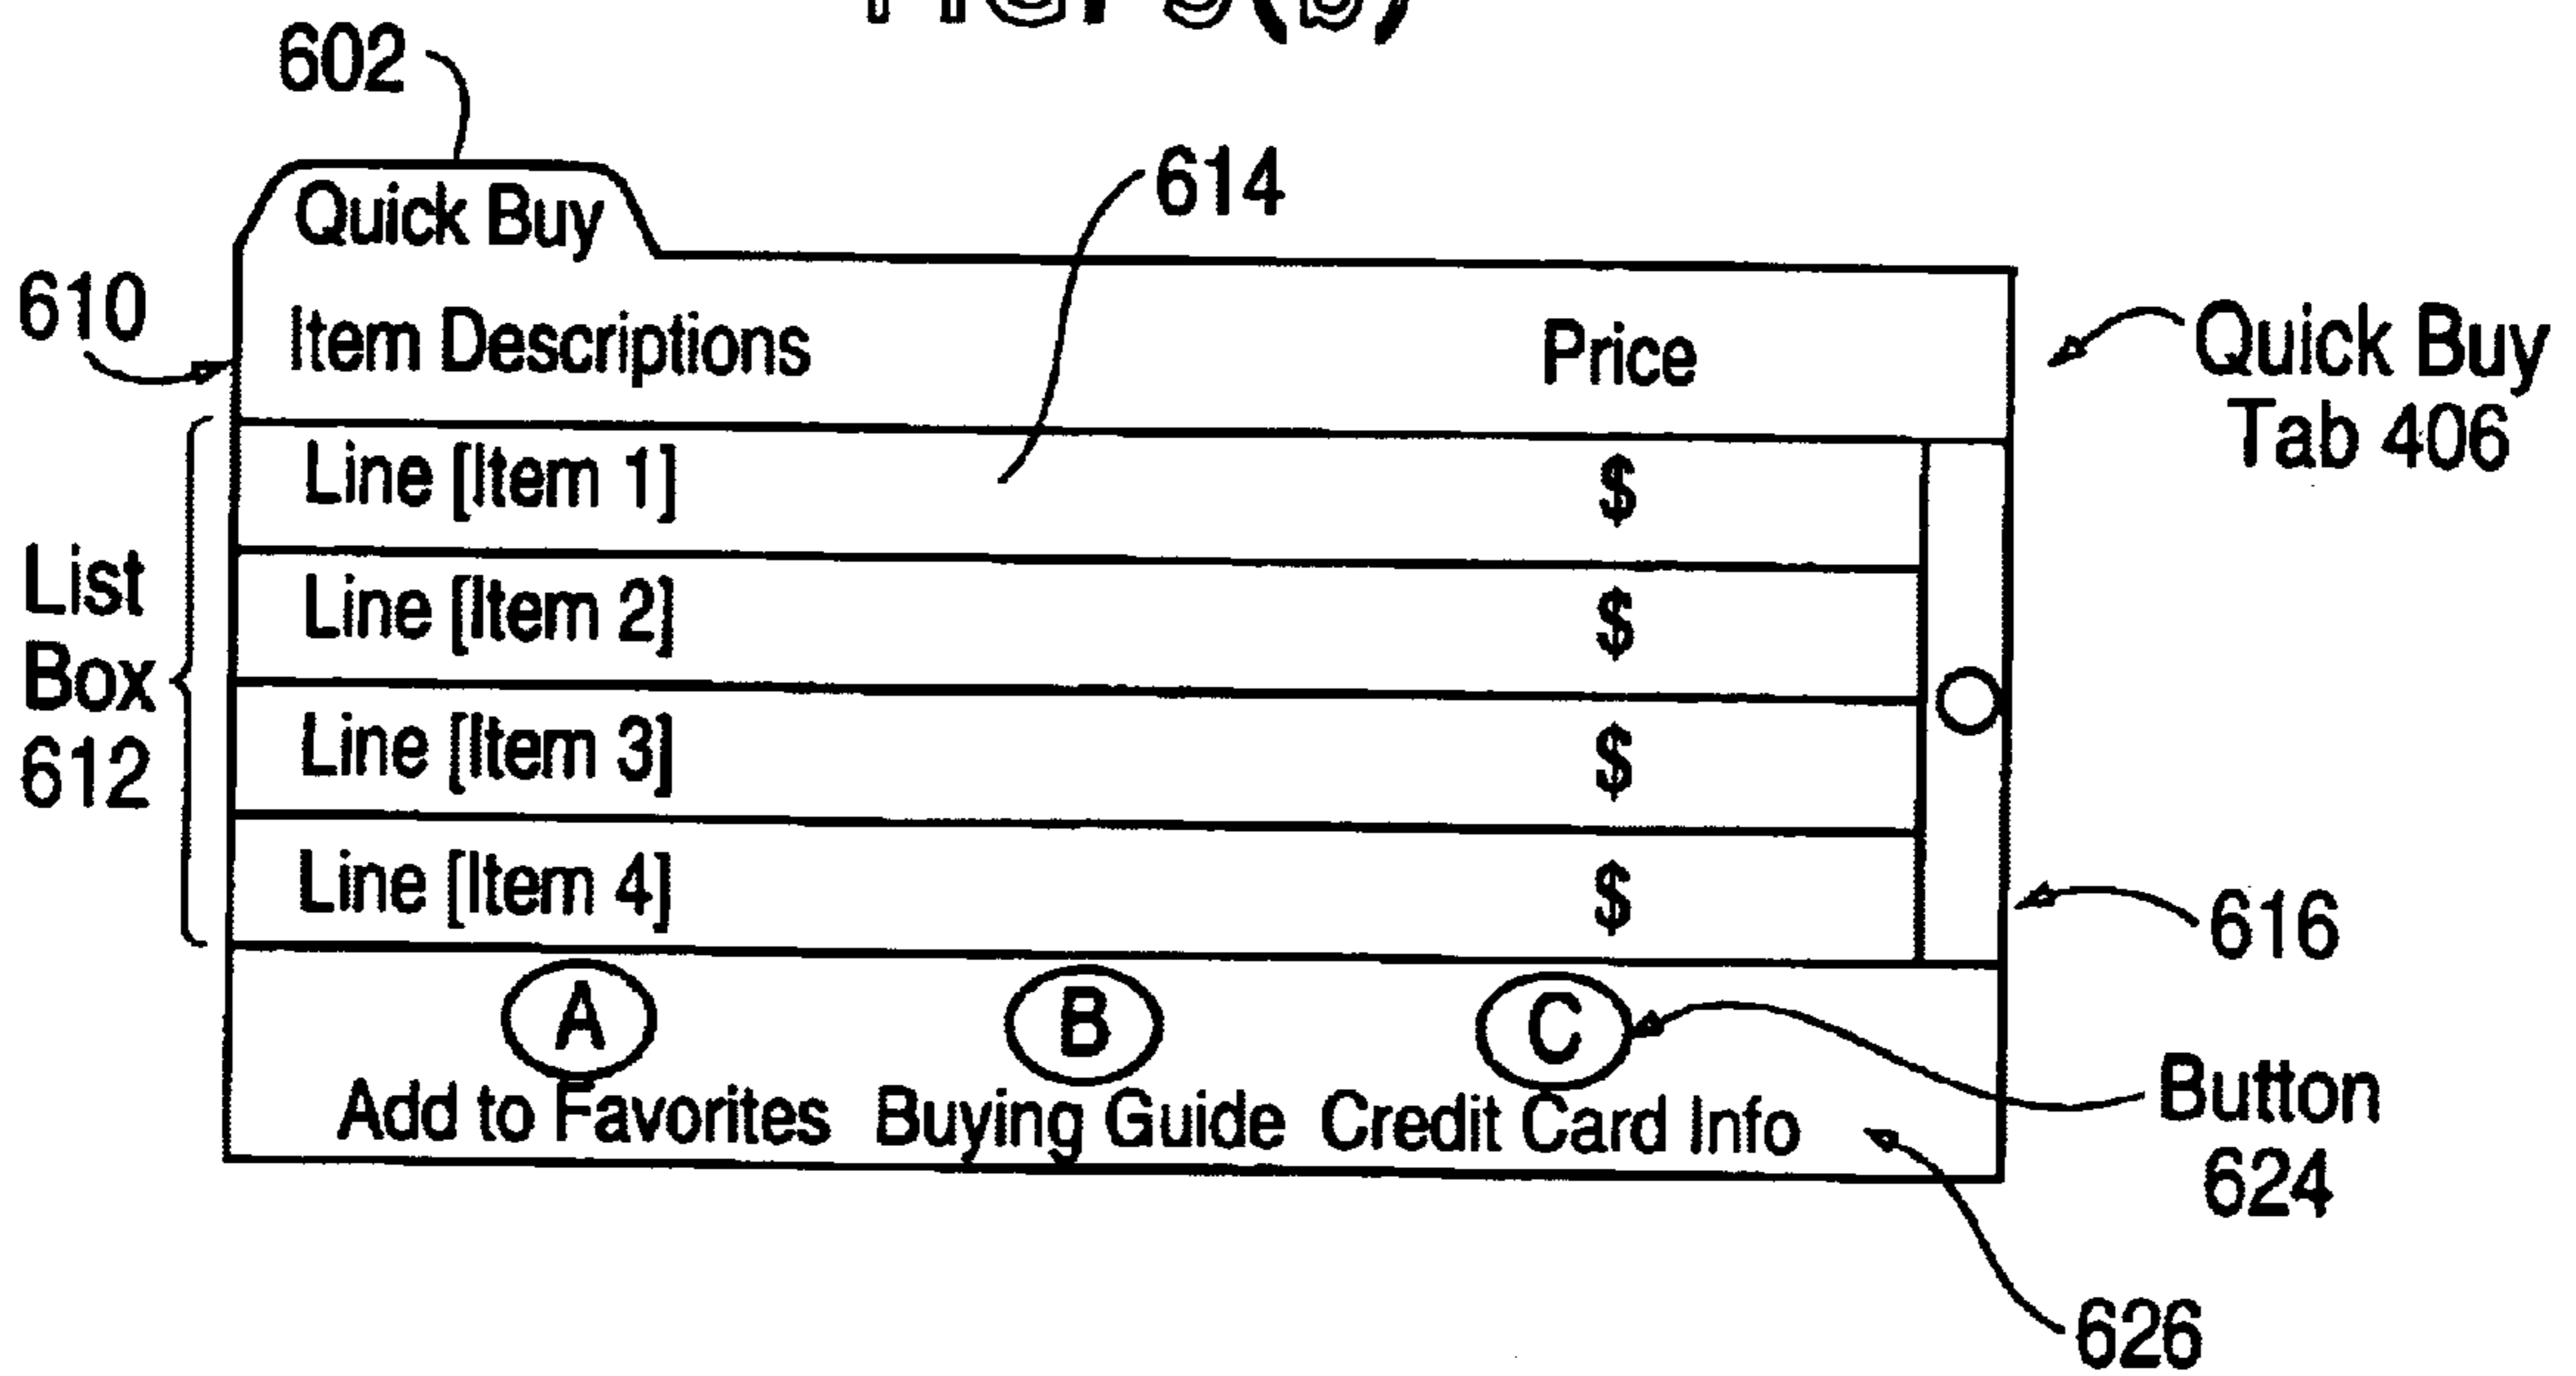 602
Quick Buy
614
610
Item Descriptions
Price
Quick Buy
Tab 406
Line [Item 1]
$
List
Box
612
Line [Item 2]
$
Line [Item 3]
$
Line [Item 4]
$
616
A
B
C
Button
624
Add to Favorites
Buying Guide
Credit Card Info
626